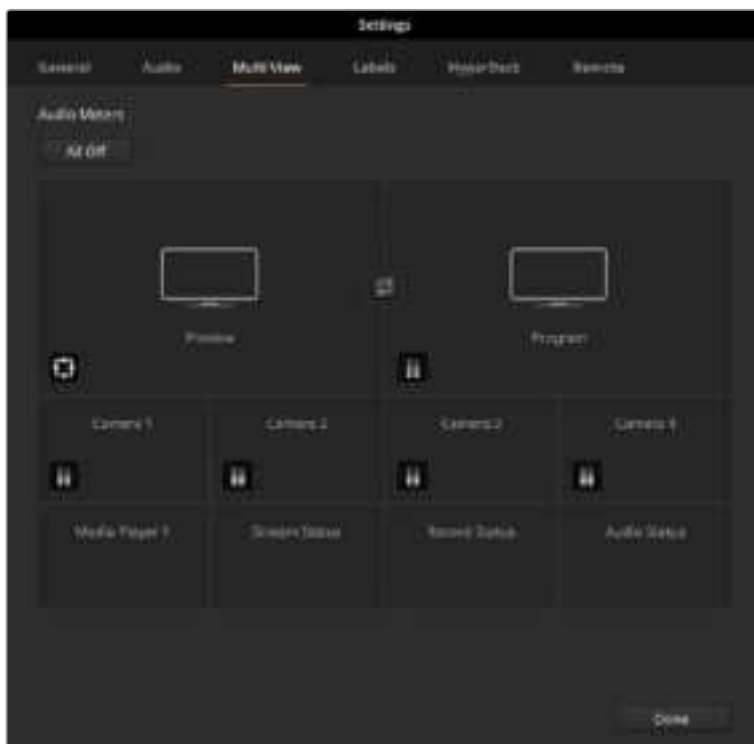 Settings
General Audio Multi View Labels HyperDeck Remote
Audio Meters
All Off
Preview Program
Camera 1 Camera 2 Camera 3 Camera 4
Media Player 1 Stream Status Record Status Audio Status
Done